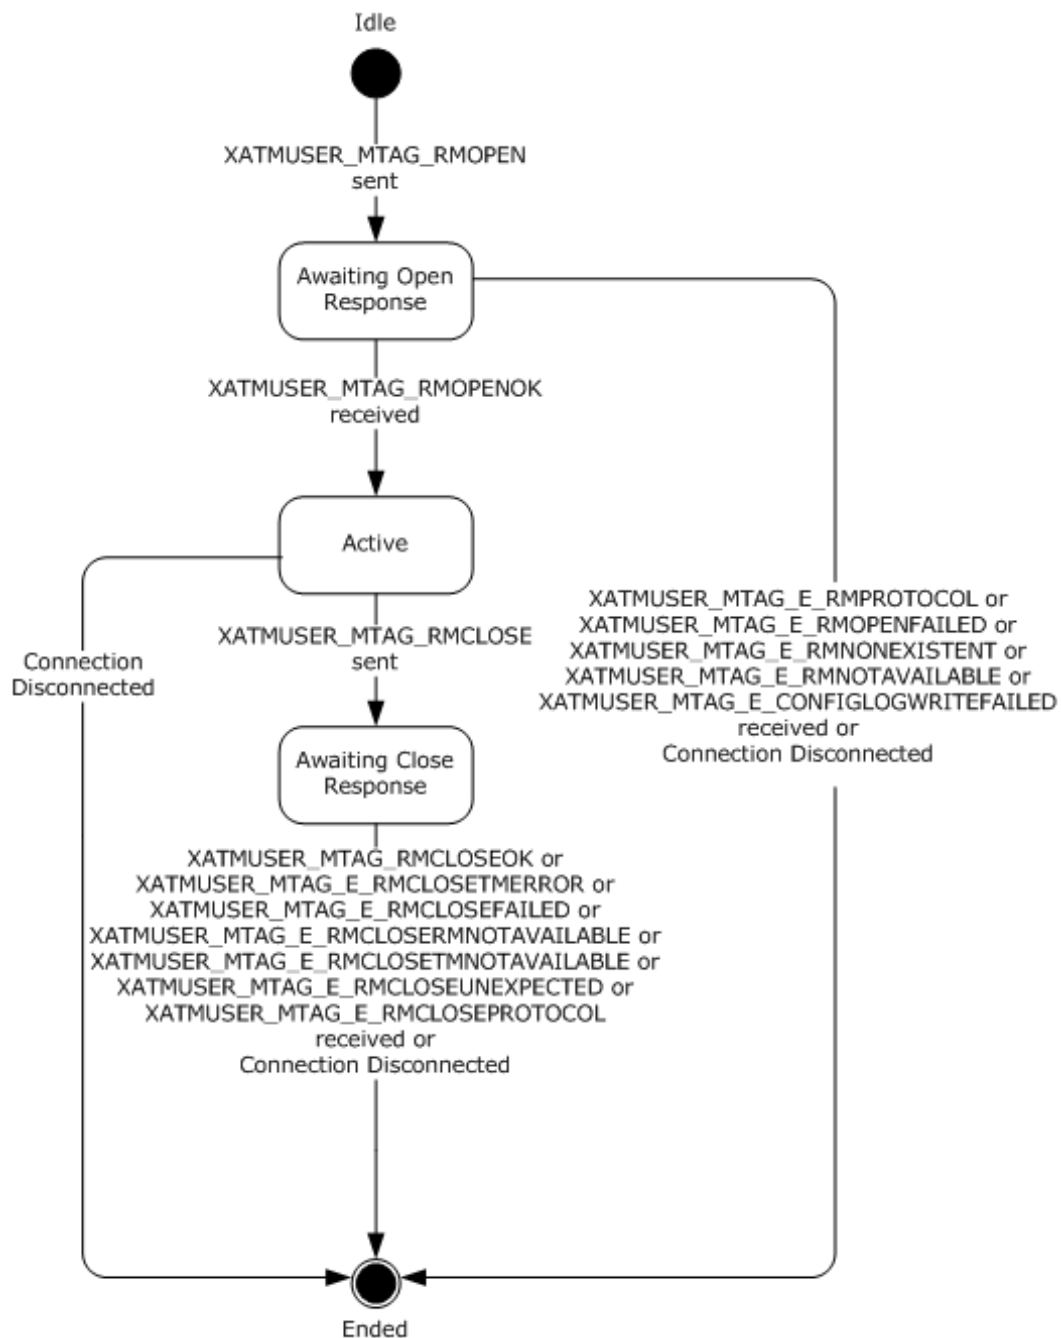 Idle
XATMUSER_MTAG_RMOPEN
sent
Awaiting Open
Response
XATMUSER_MTAG_RMOPENOK
received
Active
XATMUSER_MTAG_RMCLOSE
sent
Connection
Disconnected
XATMUSER_MTAG_E_RMPROTOCOL or
XATMUSER_MTAG_E_RMOPENFAILED or
XATMUSER_MTAG_E_RMNONEXISTENT or
XATMUSER_MTAG_E_RMNOTAVAILABLE or
XATMUSER_MTAG_E_CONFIGLOGWRITEFAILED
received or
Connection Disconnected
Awaiting Close
Response
XATMUSER_MTAG_RMCLOSEOK or
XATMUSER_MTAG_E_RMCLOSETMERROR or
XATMUSER_MTAG_E_RMCLOSEFAILED or
XATMUSER_MTAG_E_RMCLOSERMNOTAVAILABLE or
XATMUSER_MTAG_E_RMCLOSETMNOTAVAILABLE or
XATMUSER_MTAG_E_RMCLOSEUNEXPECTED or
XATMUSER_MTAG_E_RMCLOSEPROTOCOL
received or
Connection Disconnected
Ended